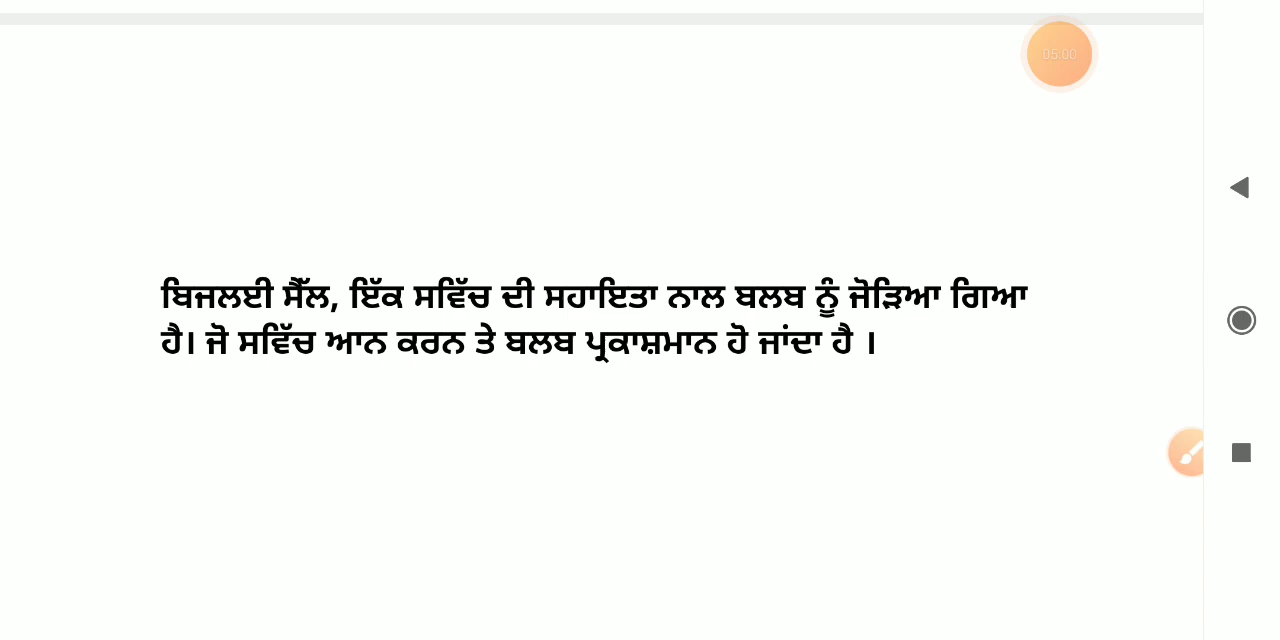 05:00
ਬਿਜਲਈ ਸੈੱਲ, ਇੱਕ ਸਵਿੱਚ ਦੀ ਸਹਾਇਤਾ ਨਾਲ ਬਲਬ ਨੂੰ ਜੋੜਿਆ ਗਿਆ
ਹੈ। ਜੋ ਸਵਿੱਚ ਆਨ ਕਰਨ ਤੇ ਬਲਬ ਪ੍ਰਕਾਸ਼ਮਾਨ ਹੋ ਜਾਂਦਾ ਹੈ ।